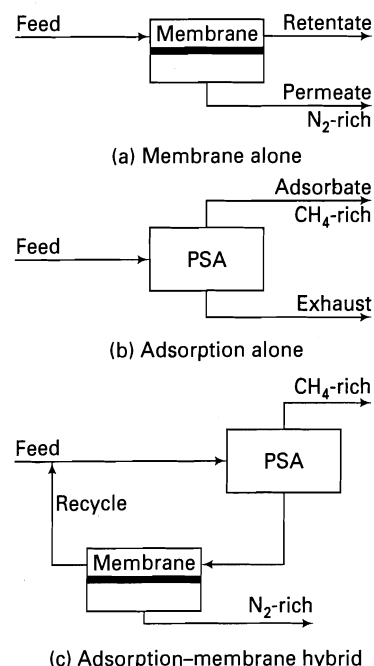 Feed
Membrane
Retentate
Permeate
N₂-rich
(a) Membrane alone
Adsorbate
CH₄-rich
Feed
PSA
Exhaust
(b) Adsorption alone
CH₄-rich
Feed
PSA
Recycle
Membrane
N₂-rich
(c) Adsorption–membrane hybrid